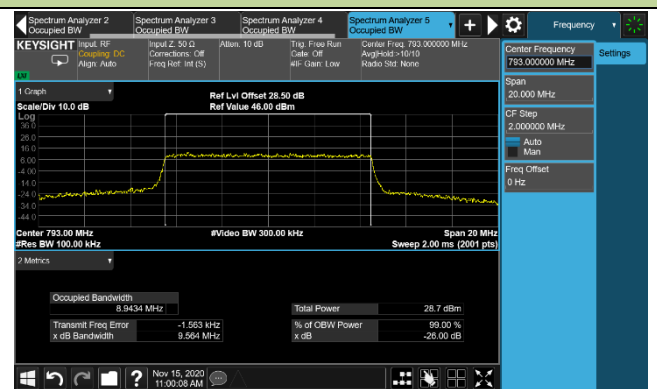 Spectrum Analyzer 2
Occupied BW
Spectrum Analyzer 3
Occupied BW
Spectrum Analyzer 4
Occupied BW
Spectrum Analyzer 5
Occupied BW
Frequency
KEYSIGHT
Input: RF
Coupling: DC
Align: Auto
Input Z: 50 Ω
Corrections: Off
Freq Ref: Int (S)
Atten: 10 dB
Trig: Free Run
Gate: Off
#IF Gain: Low
Center Freq: 793.000000 MHz
Avg|Hold:>10/10
Radio Std: None
LXI
Center Frequency
793.000000 MHz
Settings
Span
20.000 MHz
CF Step
2.000000 MHz
Auto
Man
Freq Offset
0 Hz
1 Graph
Scale/Div 10.0 dB
Ref Lvl Offset 28.50 dB
Ref Value 46.00 dBm
Log
36.0
26.0
16.0
6.00
-4.00
-14.0
-24.0
-34.0
-44.0
Center 793.00 MHz
#Res BW 100.00 kHz
#Video BW 300.00 kHz
Span 20 MHz
Sweep 2.00 ms (2001 pts)
2 Metrics
Occupied Bandwidth
8.9434 MHz
Total Power
28.7 dBm
Transmit Freq Error
-1.563 kHz
% of OBW Power
99.00 %
x dB Bandwidth
9.564 MHz
x dB
-26.00 dB
Nov 15, 2020
11:00:08 AM